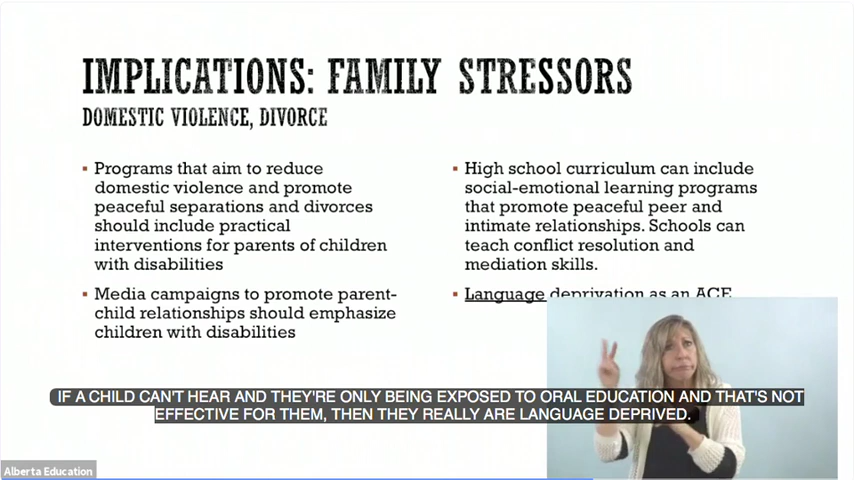 IMPLICATIONS: FAMILY STRESSORS
DOMESTIC VIOLENCE, DIVORCE
▪ Programs that aim to reduce
domestic violence and promote
peaceful separations and divorces
should include practical
interventions for parents of children
with disabilities
▪ Media campaigns to promote parent-
child relationships should emphasize
children with disabilities
▪ High school curriculum can include
social-emotional learning programs
that promote peaceful peer and
intimate relationships. Schools can
teach conflict resolution and
mediation skills.
▪ Language deprivation as an ACE
IF A CHILD CAN'T HEAR AND THEY'RE ONLY BEING EXPOSED TO ORAL EDUCATION AND THAT'S NOT
EFFECTIVE FOR THEM, THEN THEY REALLY ARE LANGUAGE DEPRIVED.
Alberta Education